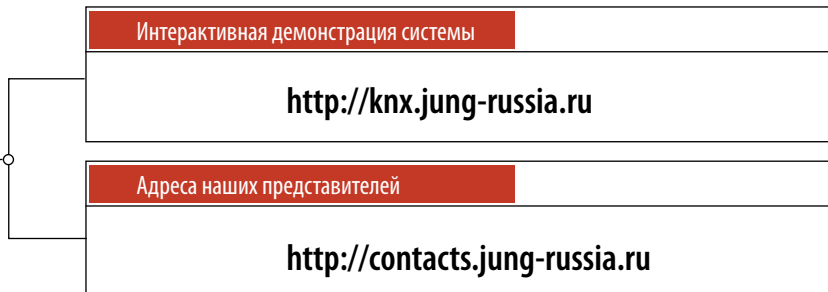 Интерактивная демонстрация системы
http://knx.jung-russia.ru
Адреса наших представителей
http://contacts.jung-russia.ru